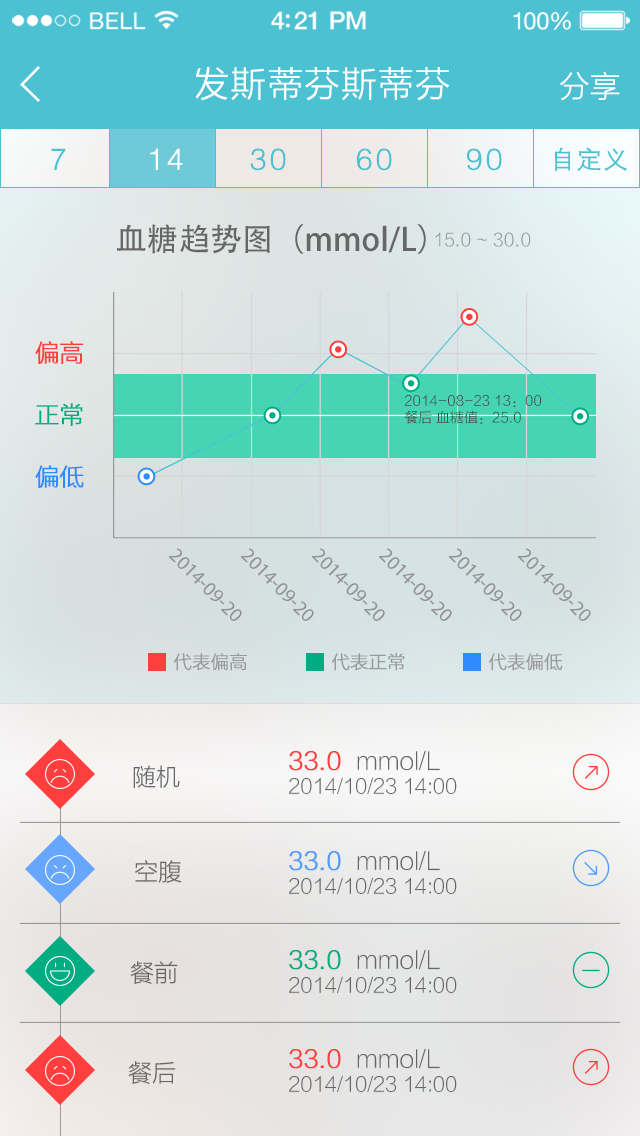 BELL 4:21 PM 100%
发斯蒂芬斯蒂芬 分享
7 14 30 60 90 自定义
血糖趋势图（mmol/L）15.0 ~ 30.0
偏高
正常
偏低
2014-08-23 13：00
餐后 血糖值：25.0
2014-09-20 2014-09-20 2014-09-20 2014-09-20 2014-09-20 2014-09-20
代表偏高 代表正常 代表偏低
随机 33.0 mmol/L
2014/10/23 14:00
空腹 33.0 mmol/L
2014/10/23 14:00
餐前 33.0 mmol/L
2014/10/23 14:00
餐后 33.0 mmol/L
2014/10/23 14:00